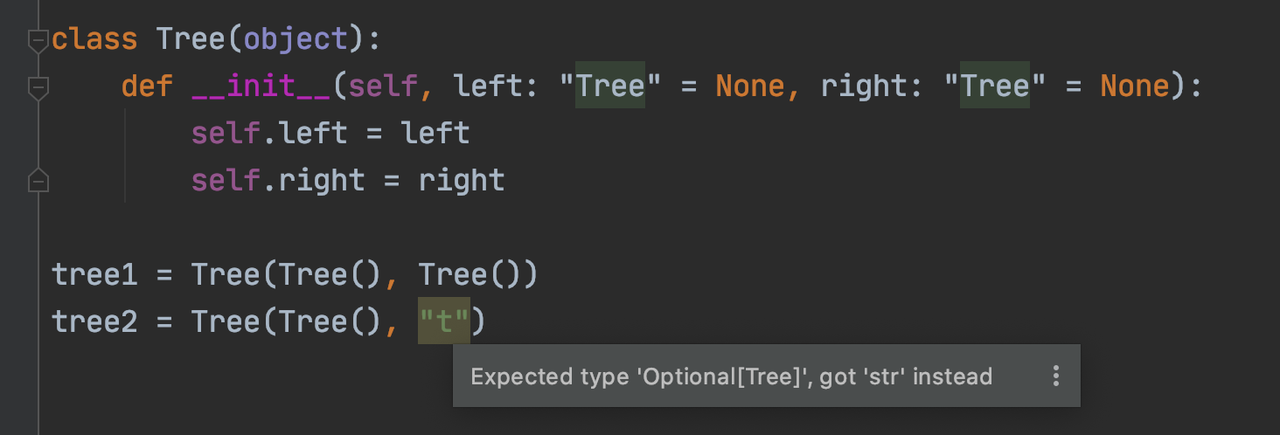 class Tree(object):
    def __init__(self, left: "Tree" = None, right: "Tree" = None):
        self.left = left
        self.right = right
tree1 = Tree(Tree(), Tree())
tree2 = Tree(Tree(), "t")
Expected type 'Optional[Tree]', got 'str' instead